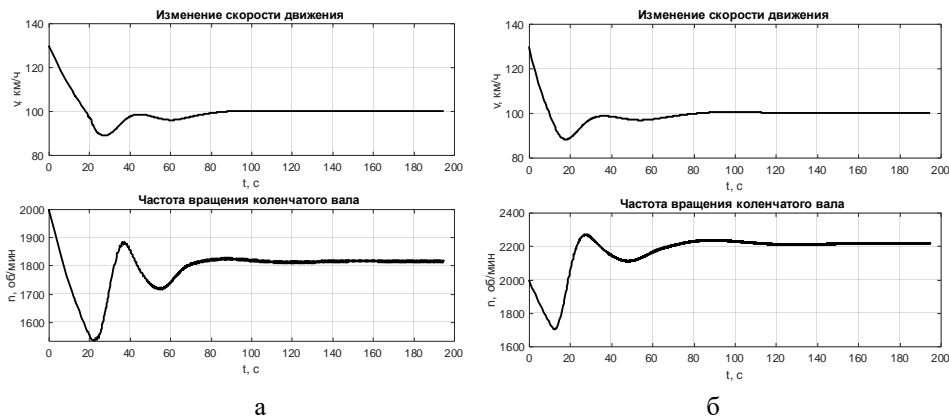 Изменение скорости движения
140
120
100
80
v, км/ч
0 20 40 60 80 100 120 140 160 180 200
t, с
Частота вращения коленчатого вала
2000
1900
1800
1700
1600
n, об/мин
0 20 40 60 80 100 120 140 160 180 200
t, с
а
Изменение скорости движения
140
120
100
80
v, км/ч
0 20 40 60 80 100 120 140 160 180 200
t, с
Частота вращения коленчатого вала
2400
2200
2000
1800
1600
n, об/мин
0 20 40 60 80 100 120 140 160 180 200
t, с
б